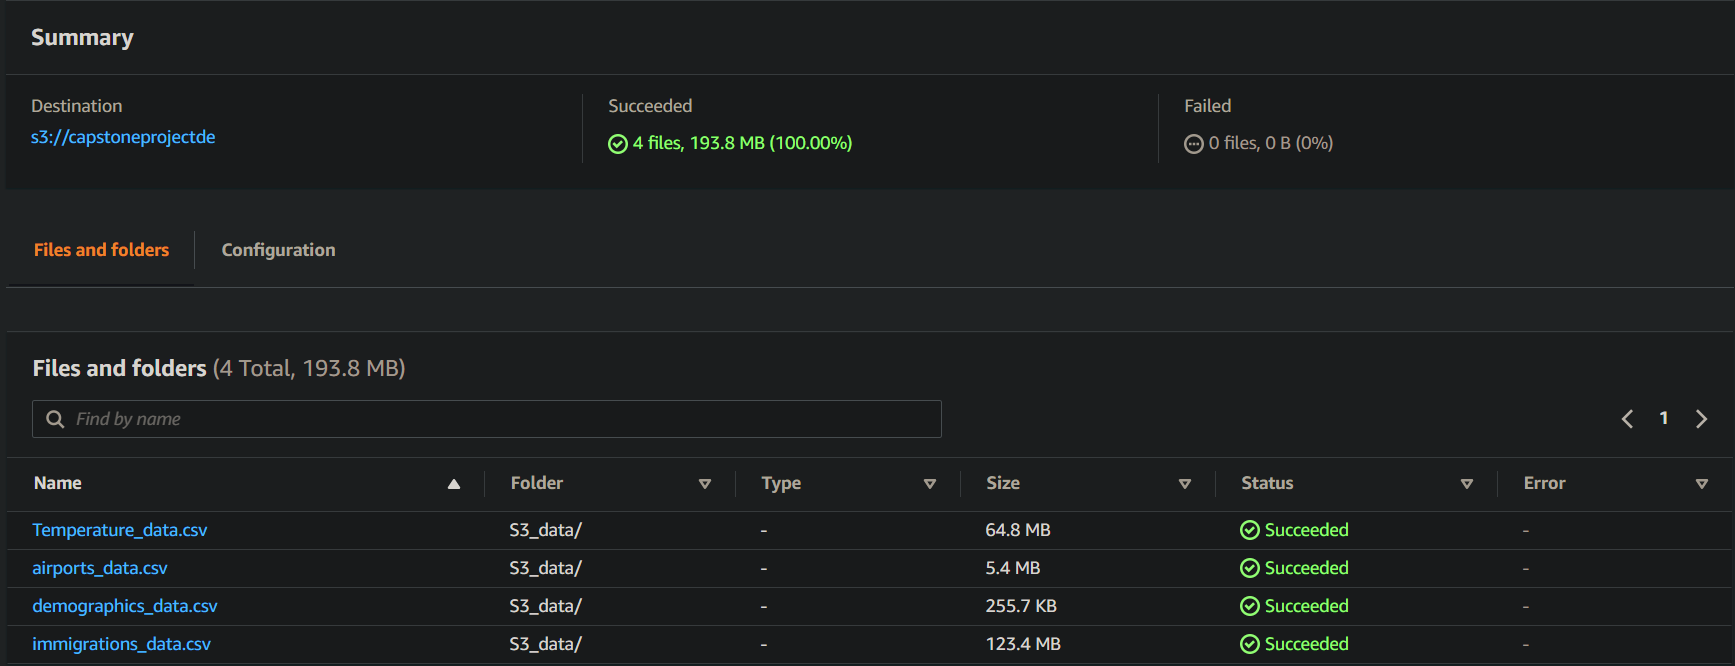 Summary
Destination
s3://capstoneprojectde
Succeeded
4 files, 193.8 MB (100.00%)
Failed
0 files, 0 B (0%)
Files and folders
Configuration
Files and folders (4 Total, 193.8 MB)
Find by name
1
Name Folder Type Size Status Error
Temperature_data.csv S3_data/ - 64.8 MB Succeeded -
airports_data.csv S3_data/ - 5.4 MB Succeeded -
demographics_data.csv S3_data/ - 255.7 KB Succeeded -
immigrations_data.csv S3_data/ - 123.4 MB Succeeded -